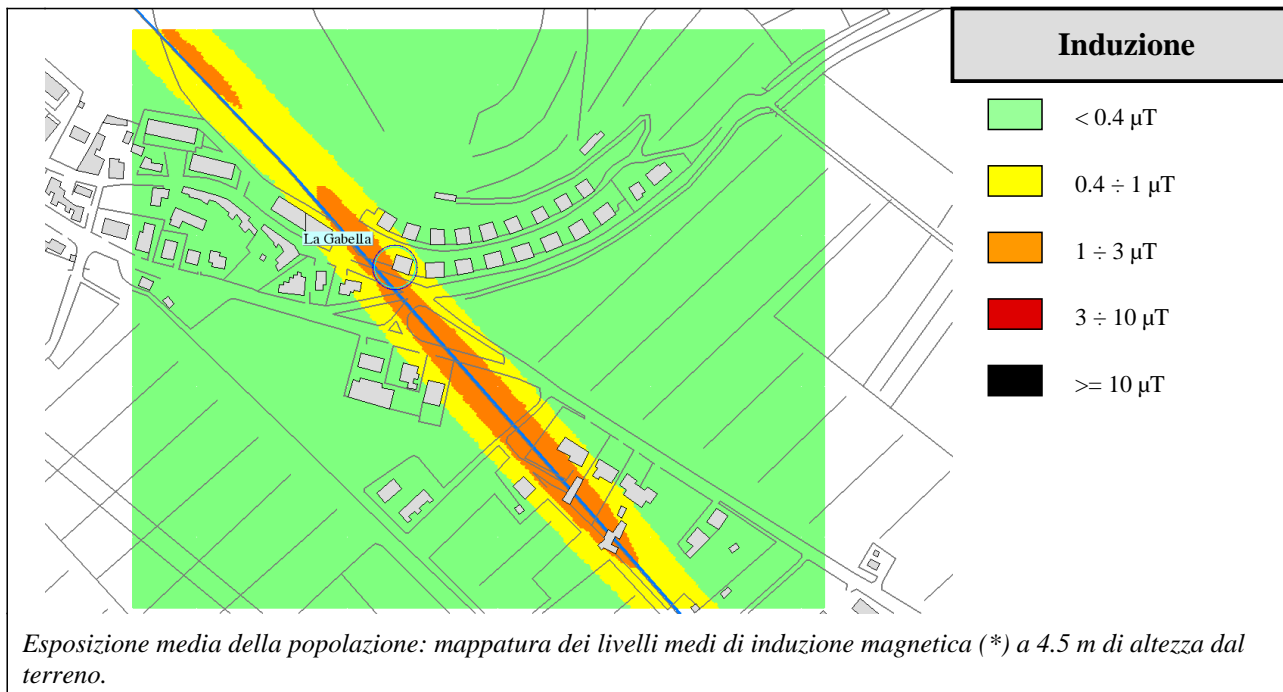 Induzione
< 0.4 µT
0.4 ÷ 1 µT
1 ÷ 3 µT
3 ÷ 10 µT
>= 10 µT
La Gabella
Esposizione media della popolazione: mappatura dei livelli medi di induzione magnetica (*) a 4.5 m di altezza dal
terreno.